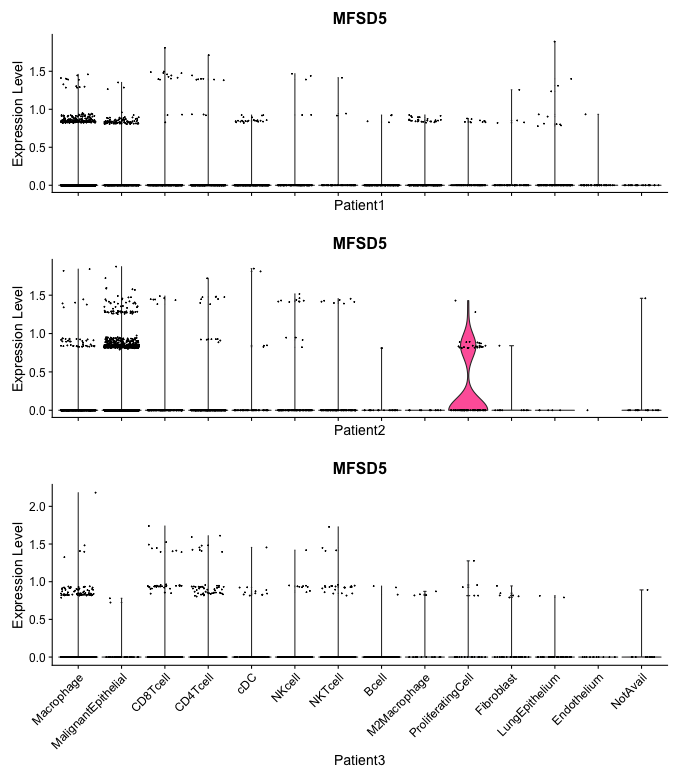 MFSD5
Expression Level
1.5
1.0
0.5
0.0
Patient1
MFSD5
Expression Level
1.5
1.0
0.5
0.0
Patient2
MFSD5
Expression Level
2.0
1.5
1.0
0.5
0.0
Macrophage
MalignantEpithelial
CD8Tcell
CD4Tcell
cDC
NKcell
NKTcell
Bcell
M2Macrophage
ProliferatingCell
Fibroblast
LungEpithelium
Endothelium
NotAvail
Patient3